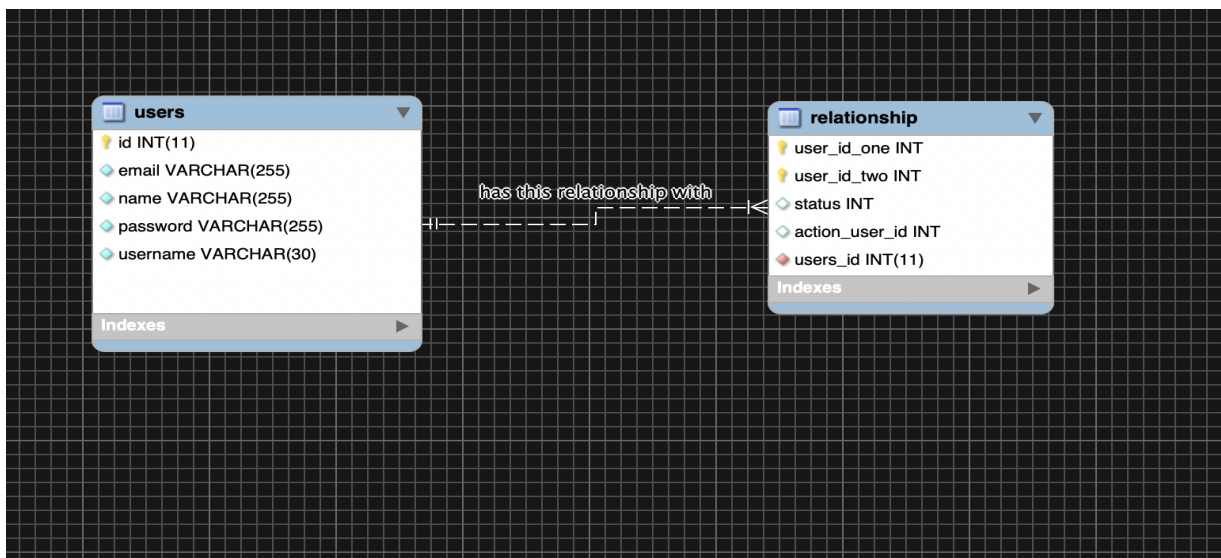 users
id INT(11)
email VARCHAR(255)
name VARCHAR(255)
password VARCHAR(255)
username VARCHAR(30)
Indexes
has this relationship with
relationship
user_id_one INT
user_id_two INT
status INT
action_user_id INT
users_id INT(11)
Indexes